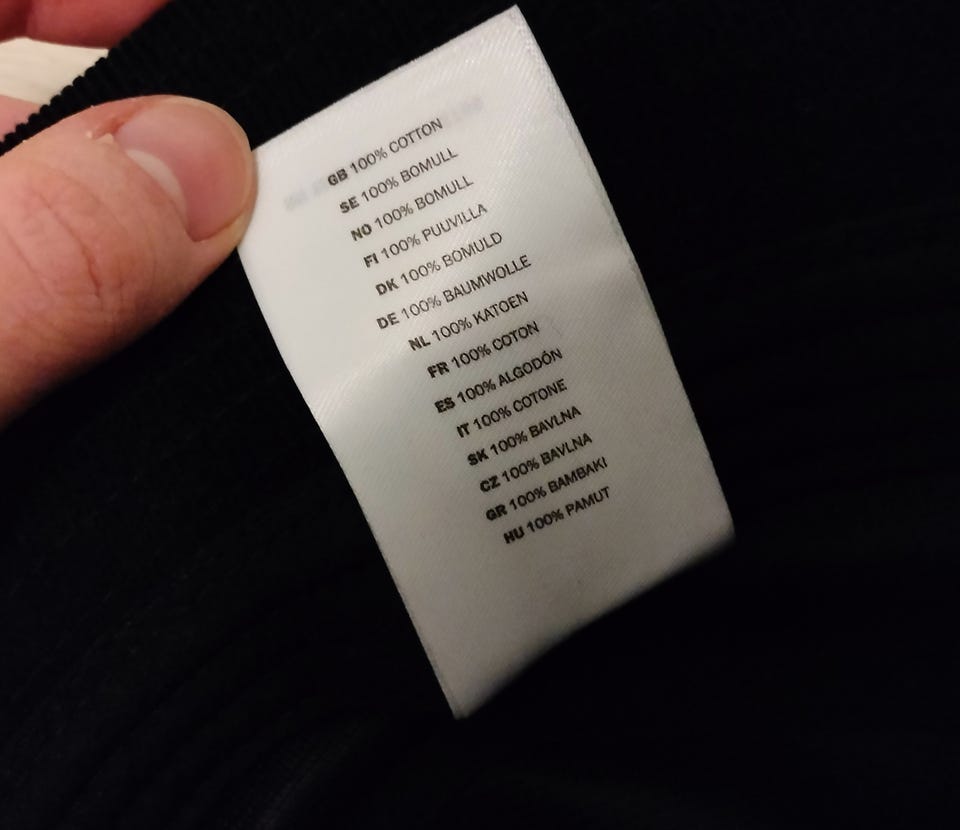 GB 100% COTTON
SE 100% BOMULL
NO 100% BOMULL
FI 100% PUUVILLA
DK 100% BOMULD
DE 100% BAUMWOLLE
NL 100% KATOEN
FR 100% COTON
ES 100% ALGODÓN
IT 100% COTONE
SK 100% BAVLNA
CZ 100% BAVLNA
GR 100% BAMBAKI
HU 100% PAMUT